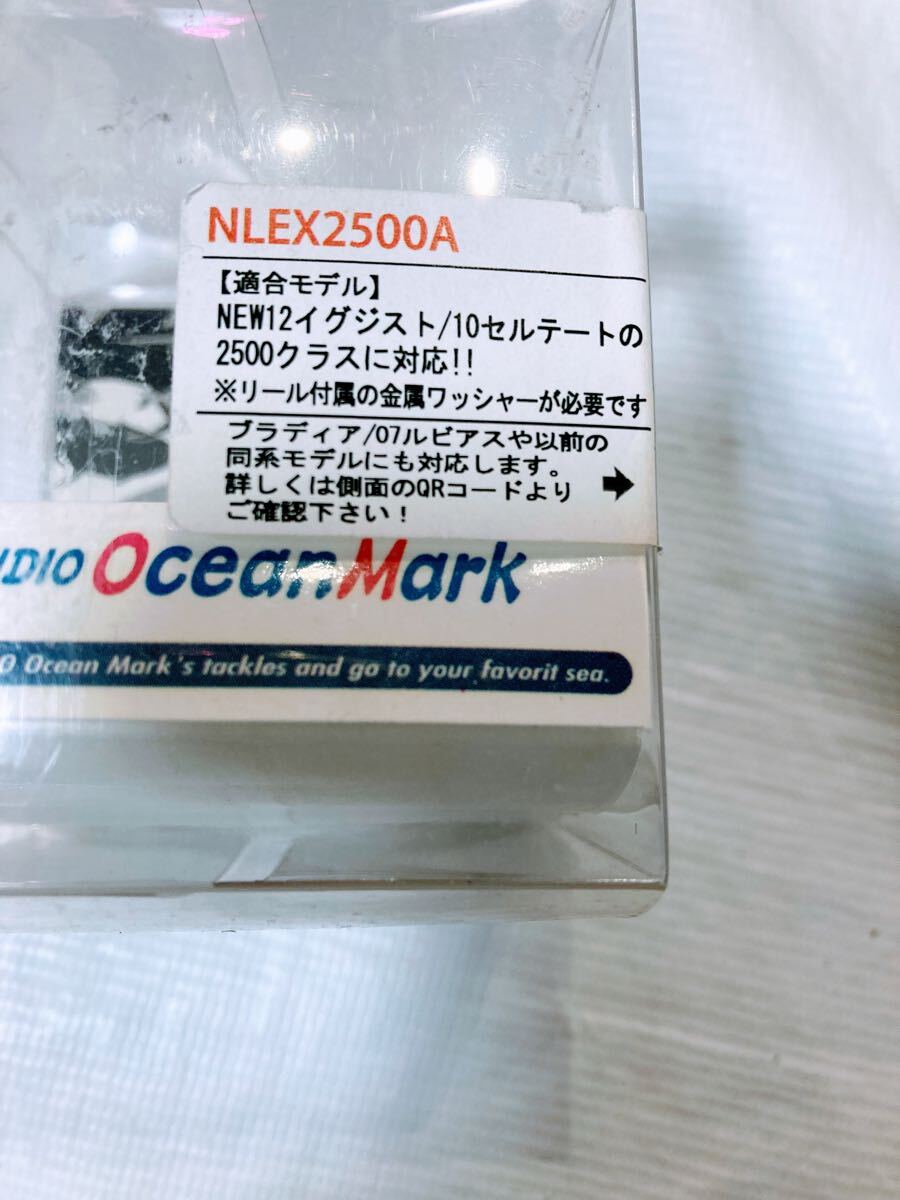 NLEX2500A
【適合モデル】
NEW12イグジスト/10セルテートの
2500クラスに対応!!
※リール付属の金属ワッシャーが必要です
ブラディア/07ルビアスや以前の
同系モデルにも対応します。
詳しくは側面のQRコードより
ご確認下さい!
UDIO OceanMark
O Ocean Mark's tackles and go to your favorit sea.